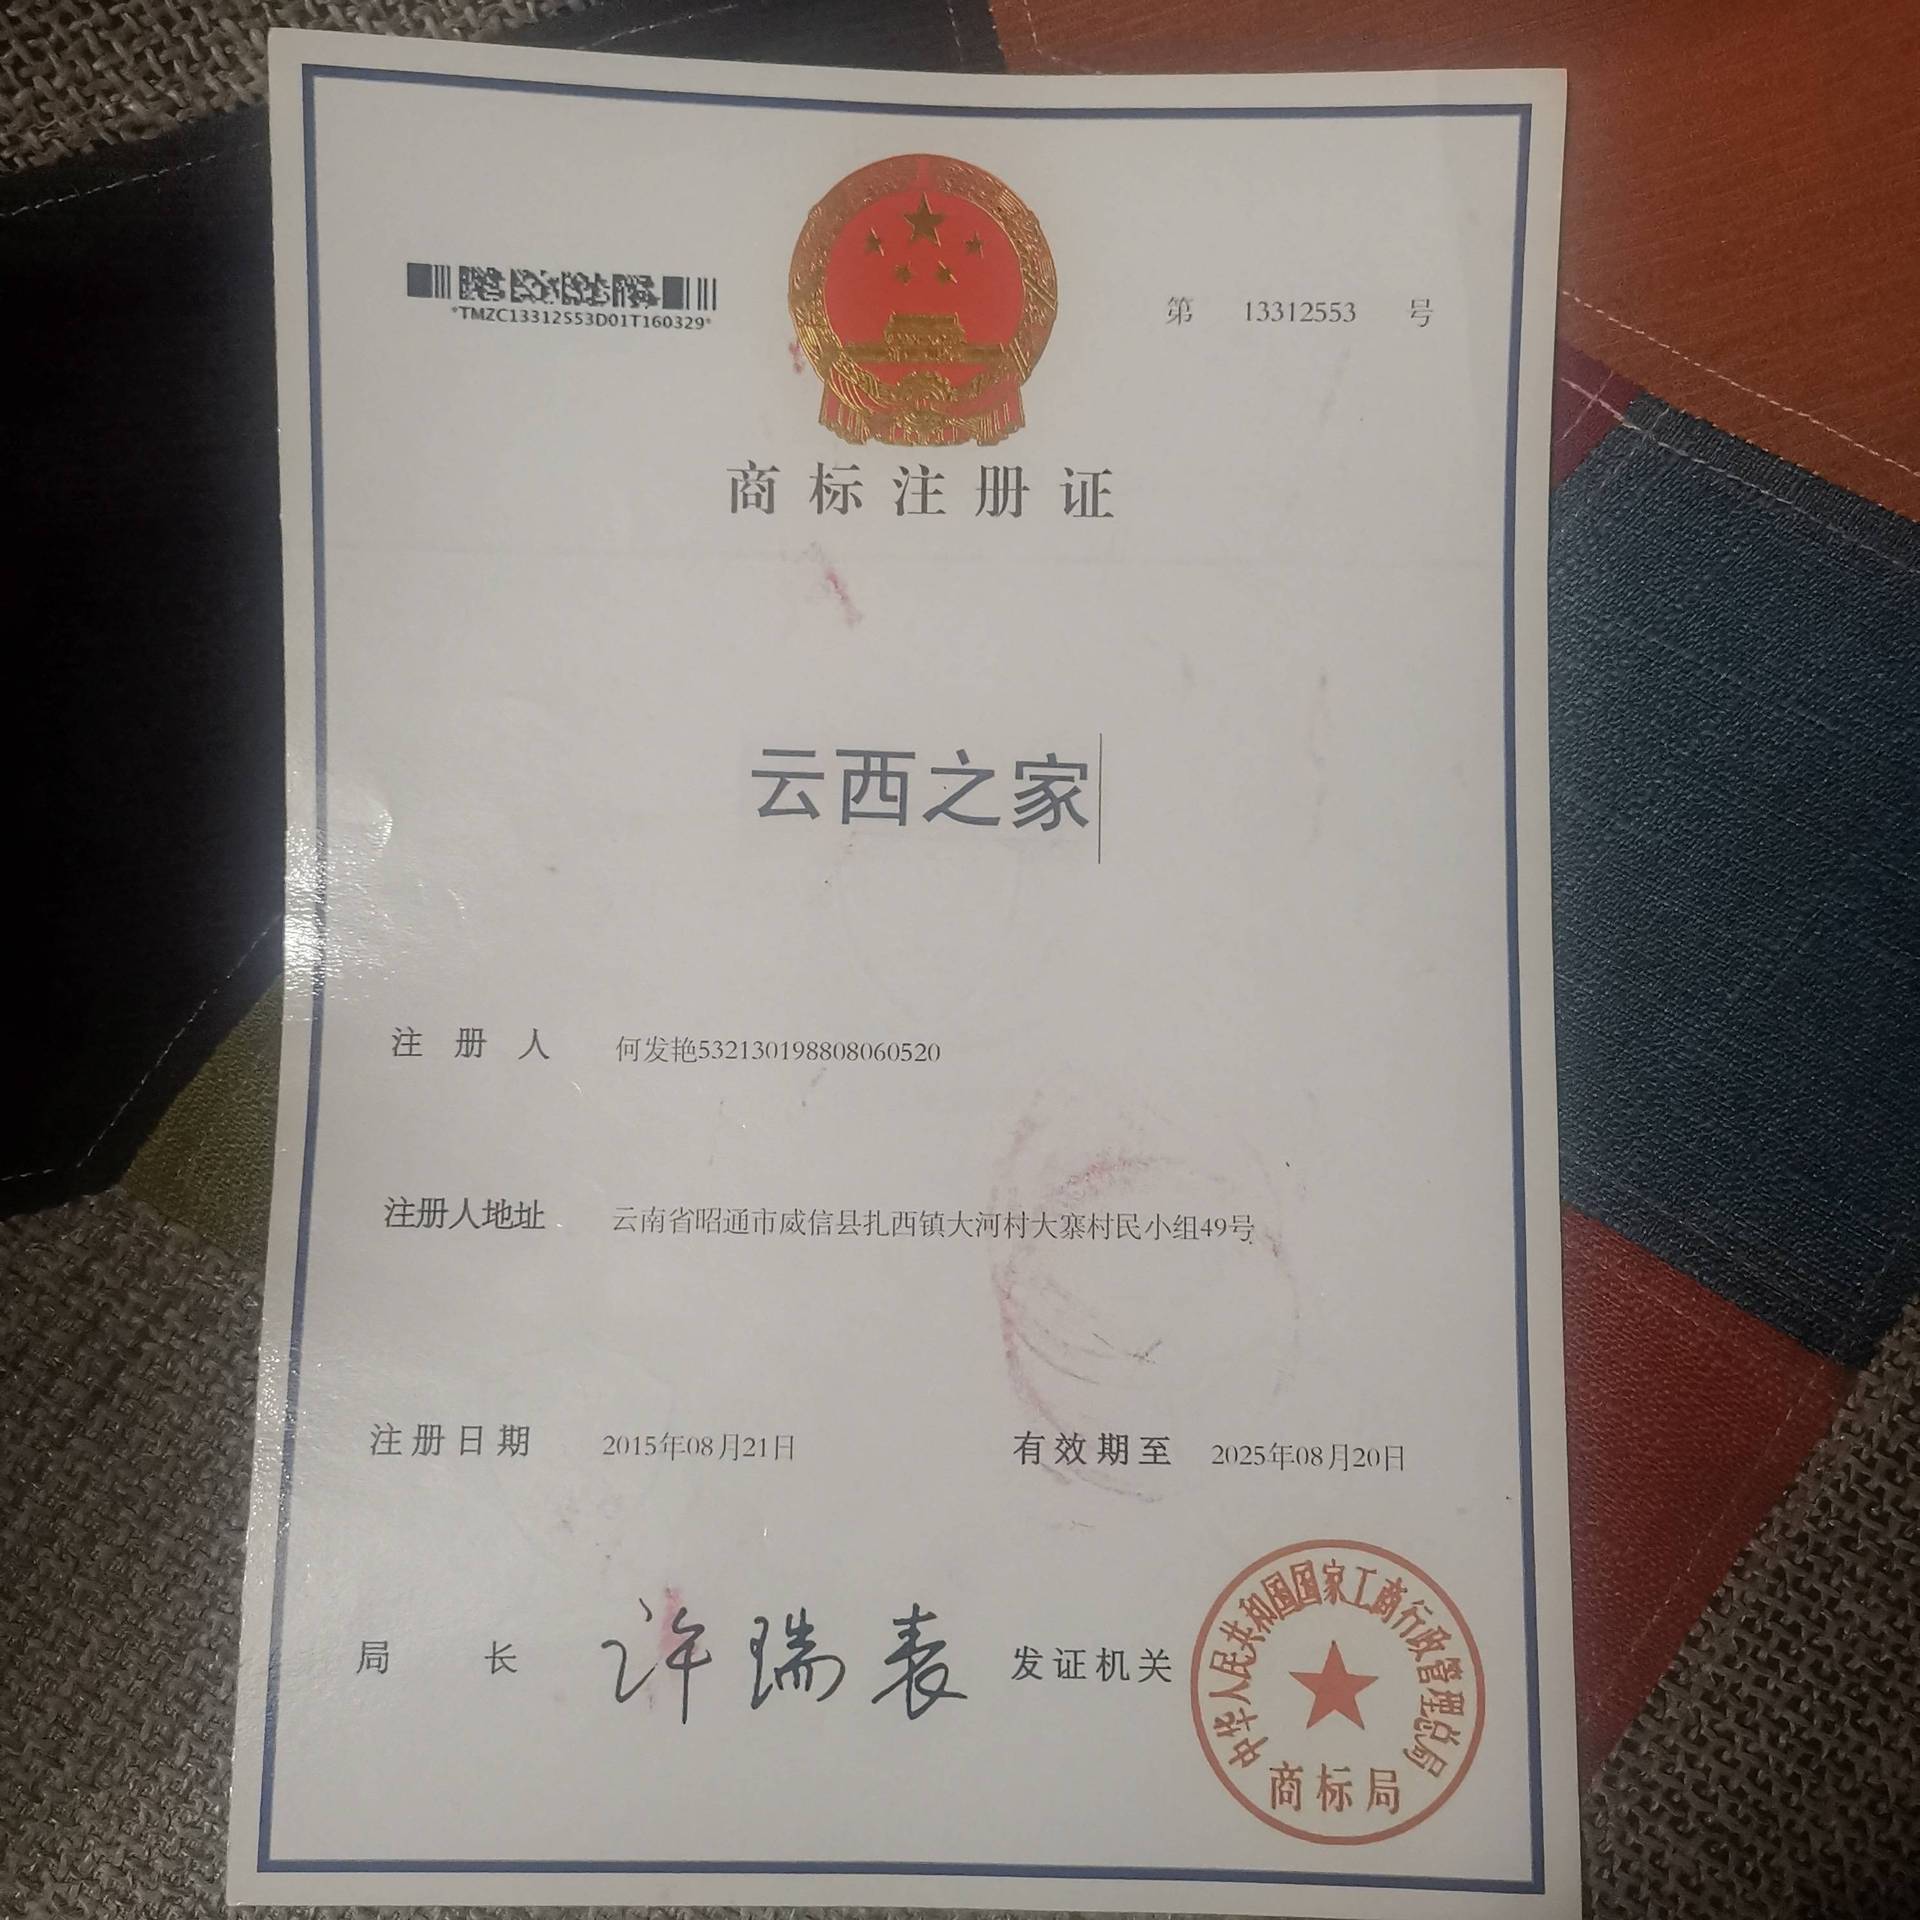 *TMZC13312553D01T160329*
第 13312553 号
商标注册证
云西之家
注册人 何发艳532130198808060520
注册人地址 云南省昭通市威信县扎西镇大河村大寨村民小组49号
注册日期 2015年08月21日 有效期至 2025年08月20日
局长 许瑞表 发证机关
中华人民共和国国家工商行政管理总局
商标局